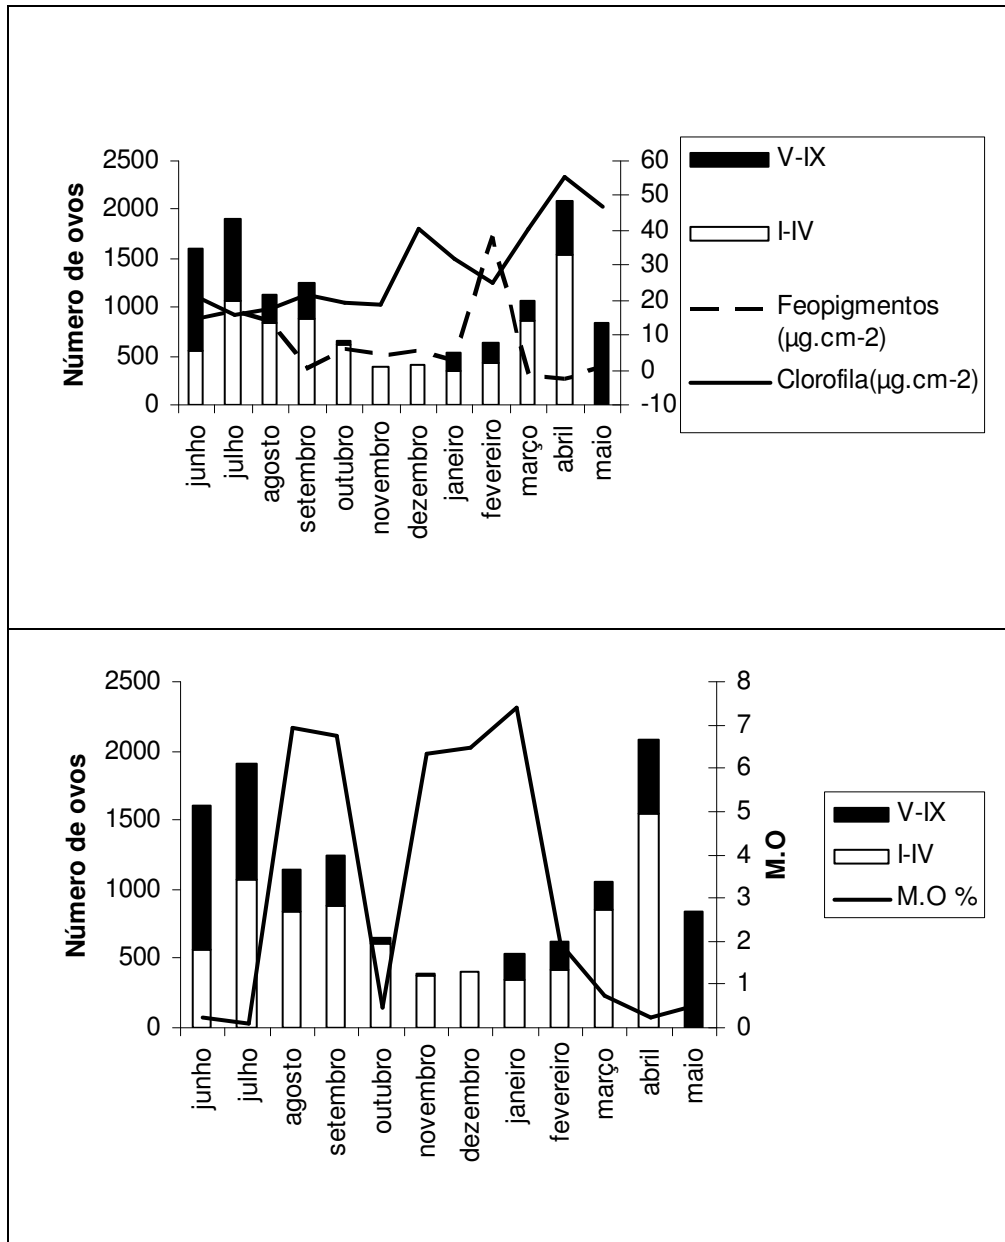 Número de ovos
2500
2000
1500
1000
500
0
60
50
40
30
20
10
0
-10
junho
julho
agosto
setembro
outubro
novembro
dezembro
janeiro
fevereiro
março
abril
maio
V-IX
I-IV
Feopigmentos
(µg.cm-2)
Clorofila(µg.cm-2)
Número de ovos
2500
2000
1500
1000
500
0
8
7
6
5
4
3
2
1
0
M.O
junho
julho
agosto
setembro
outubro
novembro
dezembro
janeiro
fevereiro
março
abril
maio
V-IX
I-IV
M.O %